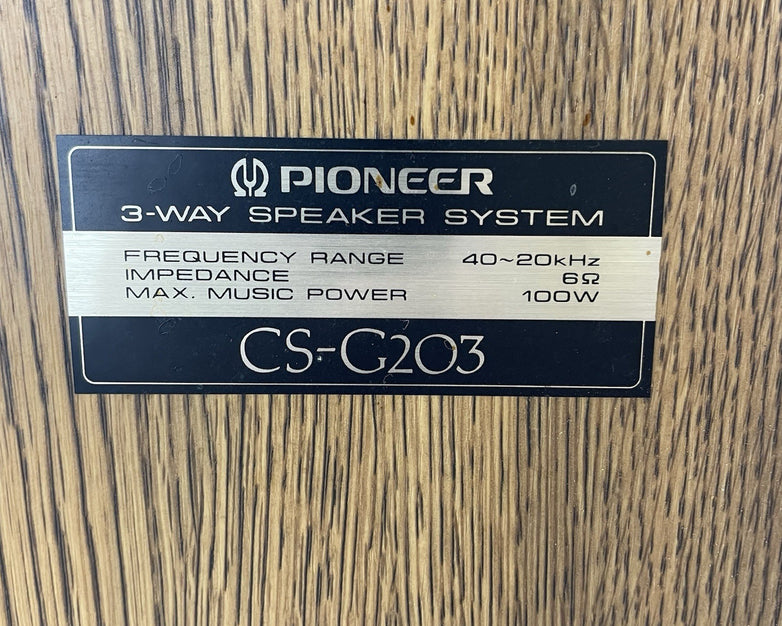 PIONEER
3-WAY SPEAKER SYSTEM
FREQUENCY RANGE 40~20kHz
IMPEDANCE 6Ω
MAX. MUSIC POWER 100W
CS-G203